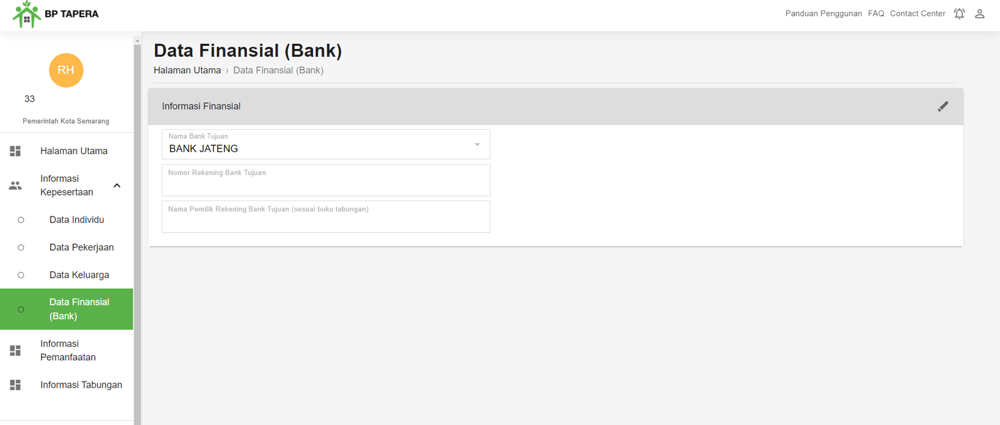 BP TAPERA
Panduan Penggunan FAQ Contact Center
RH
33
Pemerintah Kota Semarang
Halaman Utama
Informasi
Kepesertaan
Data Individu
Data Pekerjaan
Data Keluarga
Data Finansial
(Bank)
Informasi
Pemanfaatan
Informasi Tabungan
Data Finansial (Bank)
Halaman Utama › Data Finansial (Bank)
Informasi Finansial
Nama Bank Tujuan
BANK JATENG
Nomor Rekening Bank Tujuan
Nama Pemilik Rekening Bank Tujuan (sesuai buku tabungan)